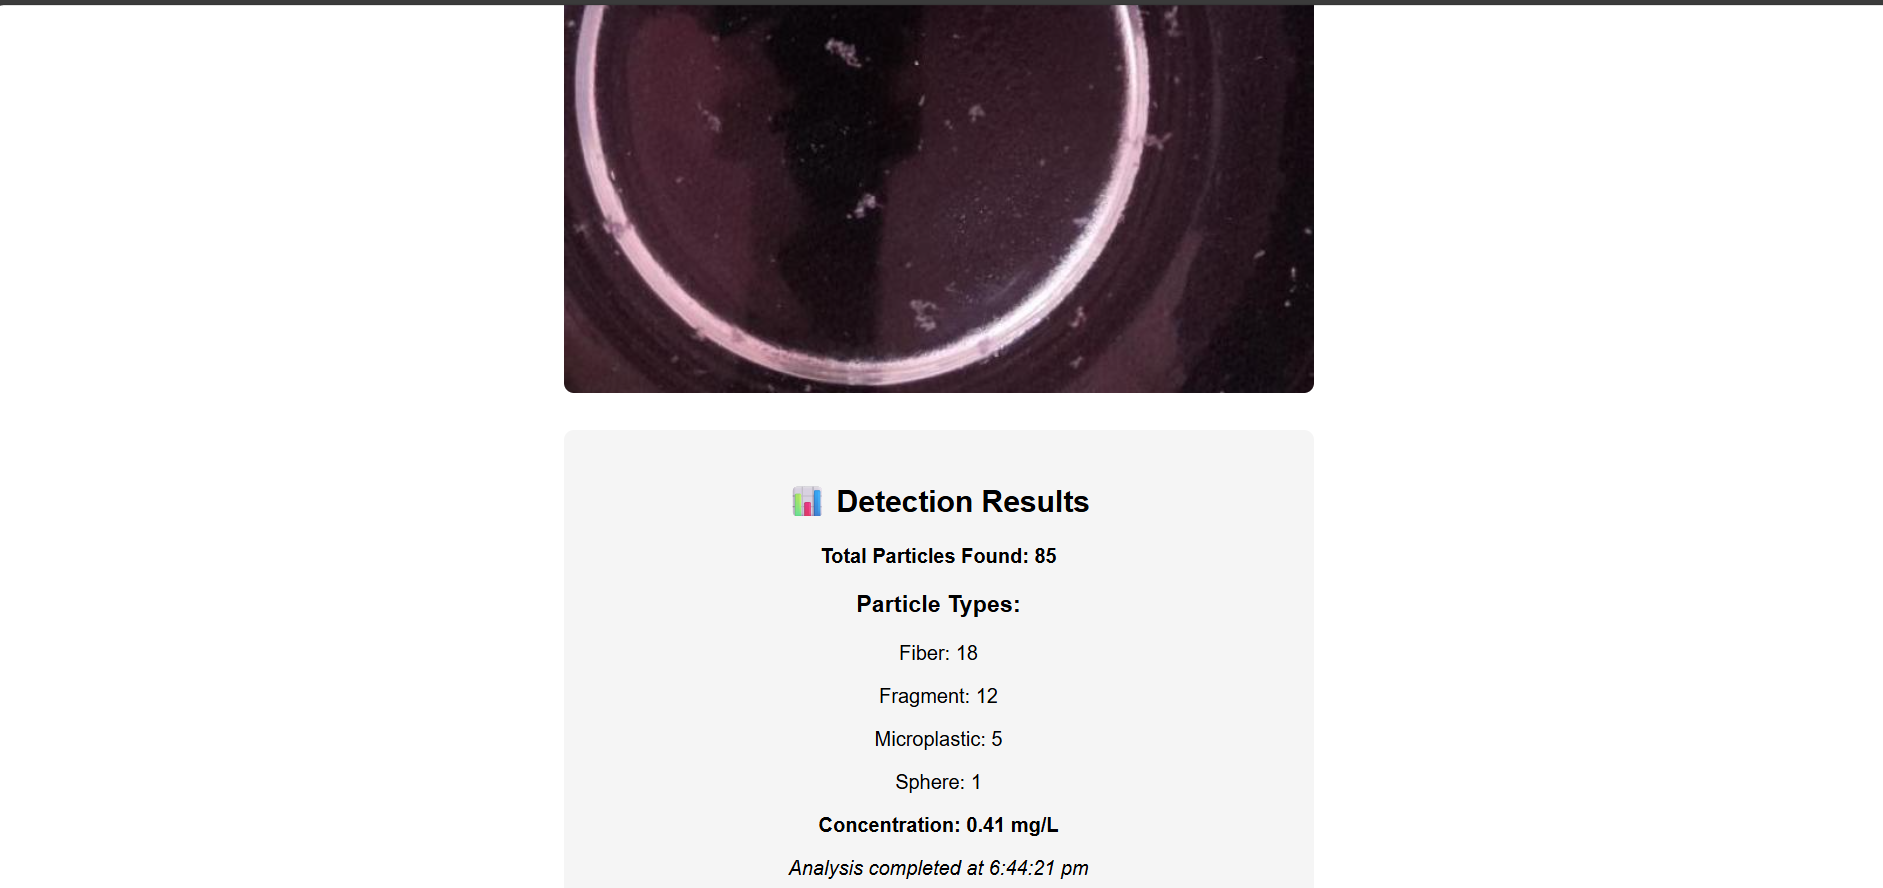 Detection Results
Total Particles Found: 85
Particle Types:
Fiber: 18
Fragment: 12
Microplastic: 5
Sphere: 1
Concentration: 0.41 mg/L
Analysis completed at 6:44:21 pm